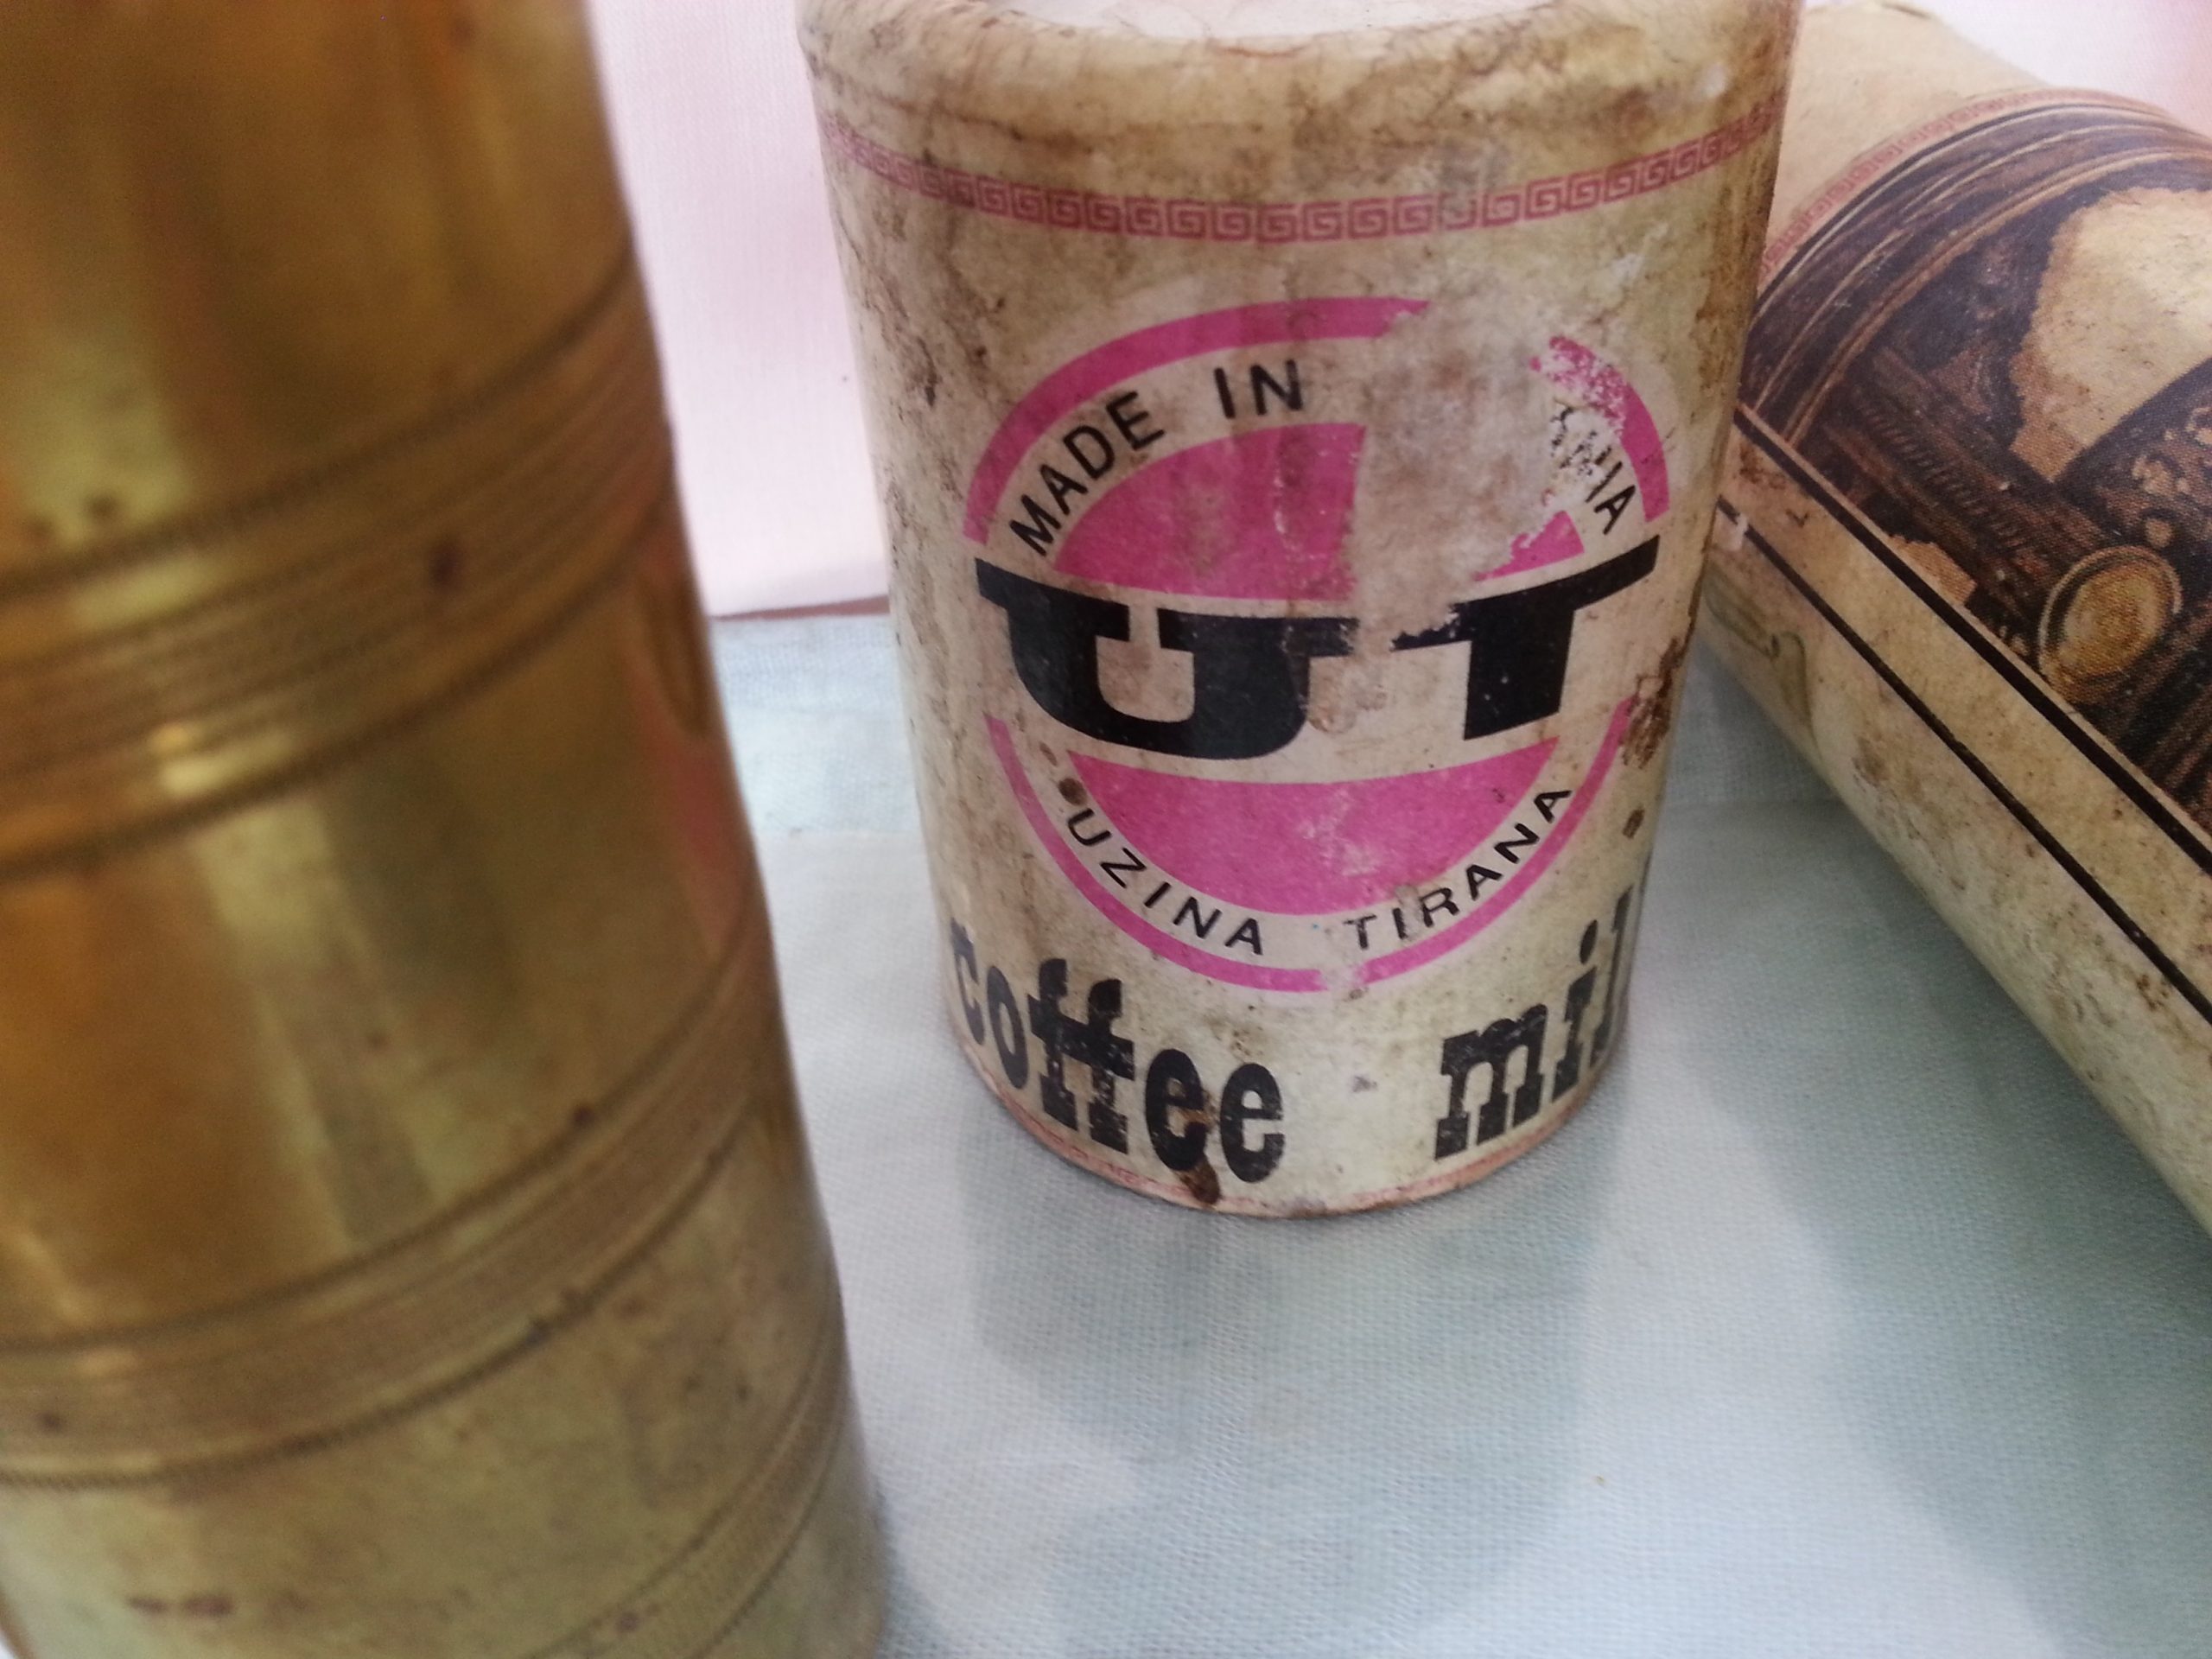 MADE IN
UT
UZINA TIRANA
coffee